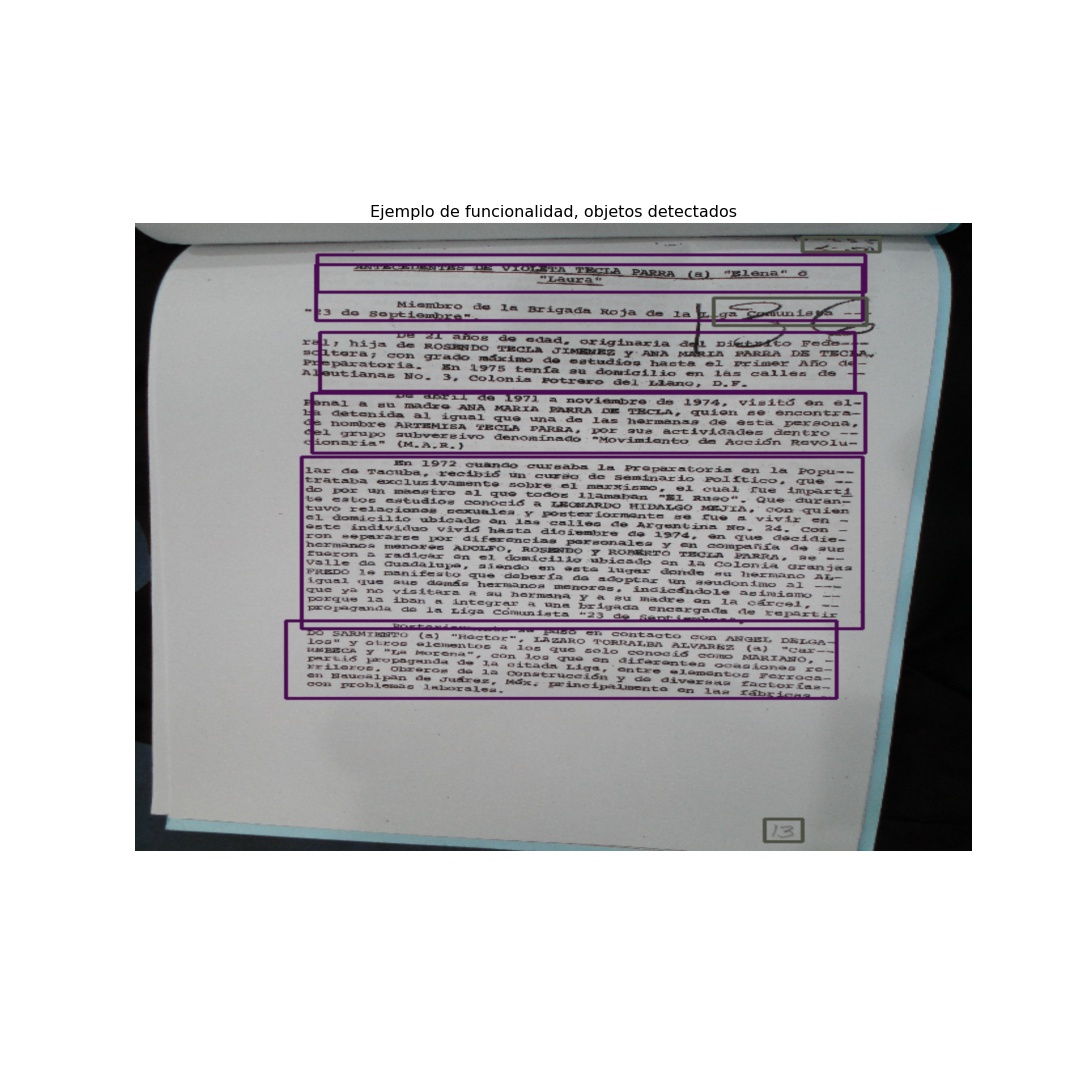 Ejemplo de funcionalidad, objetos detectados
ANTECEDENTES DE VIOLETA TECLA PARRA (a) "Elena" ó
"Laura"
Miembro de la Brigada Roja de la Liga Comunista --
"23 de Septiembre".
136
De 21 años de edad, originaria del Distrito Fede--
ral; hija de ROSENDO TECLA JIMENEZ y ANA MARIA PARRA DE TECLA,
soltera; con grado máximo de estudios hasta el Primer Año de
Preparatoria. En 1975 tenía su domicilio en las calles de --
Aleutianas No. 3, Colonia Potrero del Llano, D.F.
De abril de 1971 a noviembre de 1974, visitó en el-
Penal a su madre ANA MARIA PARRA DE TECLA, quien se encontra-
ba detenida al igual que una de las hermanas de esta persona,
de nombre ARTEMISA TECLA PARRA, por sus actividades dentro --
del grupo subversivo denominado "Movimiento de Acción Revolu-
cionaria" (M.A.R.)
En 1972 cuando cursaba la Preparatoria en la Popu--
lar de Tacuba, recibió un curso de Seminario Político, que --
trataba exclusivamente sobre el marxismo, el cual fue imparti
do por un maestro al que todos llamaban "El Ruso". Que duran-
te estos estudios conoció a LEONARDO HIDALGO MEJIA, con quien
tuvo relaciones sexuales y posteriormente se fue a vivir en -
el domicilio ubicado en las calles de Argentina No. 24. Con -
este individuo vivió hasta diciembre de 1974, en que decidie-
ron separarse por diferencias personales y en compañía de sus
hermanos menores ADOLFO, ROSENDO Y ROBERTO TECLA PARRA, se --
fueron a radicar en el domicilio ubicado en la Colonia Granjas
Valle de Guadalupe, siendo en este lugar donde su hermano AL-
FREDO le manifesto que debería de adoptar un seudonimo al ---
igual que sus demás hermanos menores, indicándole asimismo --
que ya no visitara a su hermana y a su madre en la cárcel, --
porque la iban a integrar a una brigada encargada de repartir
propaganda de la Liga Comunista "23 de Septiembre".
Posteriormente se puso en contacto con ANGEL DELGA-
DO SARMIENTO (a) "Hector", LAZARO TORRALBA ALVAREZ (a) "Car--
los" y otros elementos a los que solo conoció como MARIANO, -
REBECA y "La Morena", con los que en diferentes ocasiones re-
partió propaganda de la citada Liga, entre elementos Ferroca-
rrileros, Obreros de la Construcción y de diversas factorías-
en Naucalpan de Juárez, Méx. principalmente en las fábricas -
con problemas laborales.
13